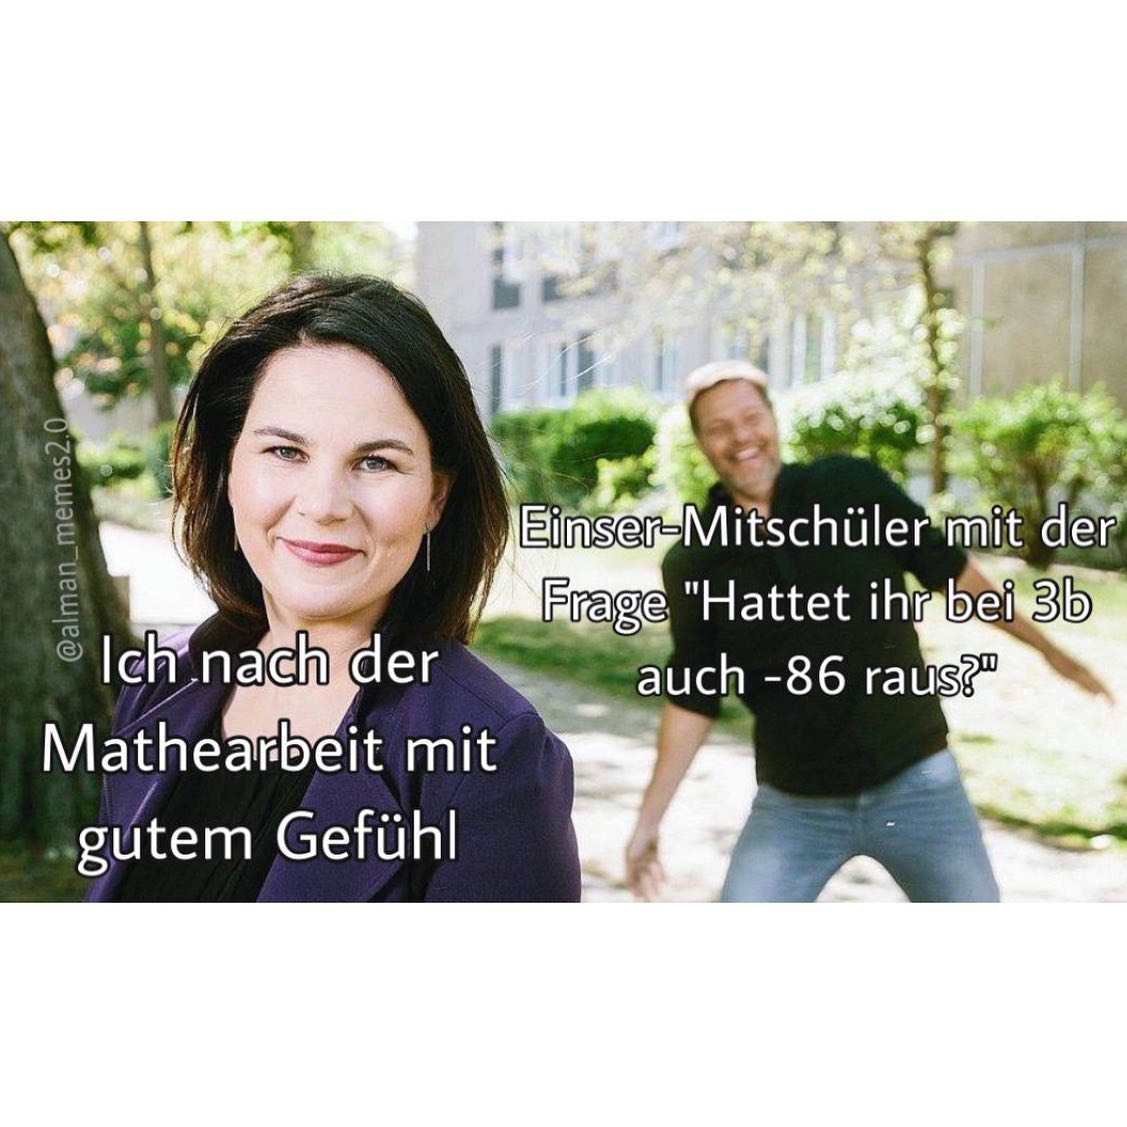 @alman_memes2.0
Ich nach der
Mathearbeit mit
gutem Gefühl
Einser-Mitschüler mit der
Frage "Hattet ihr bei 3b
auch -86 raus?"